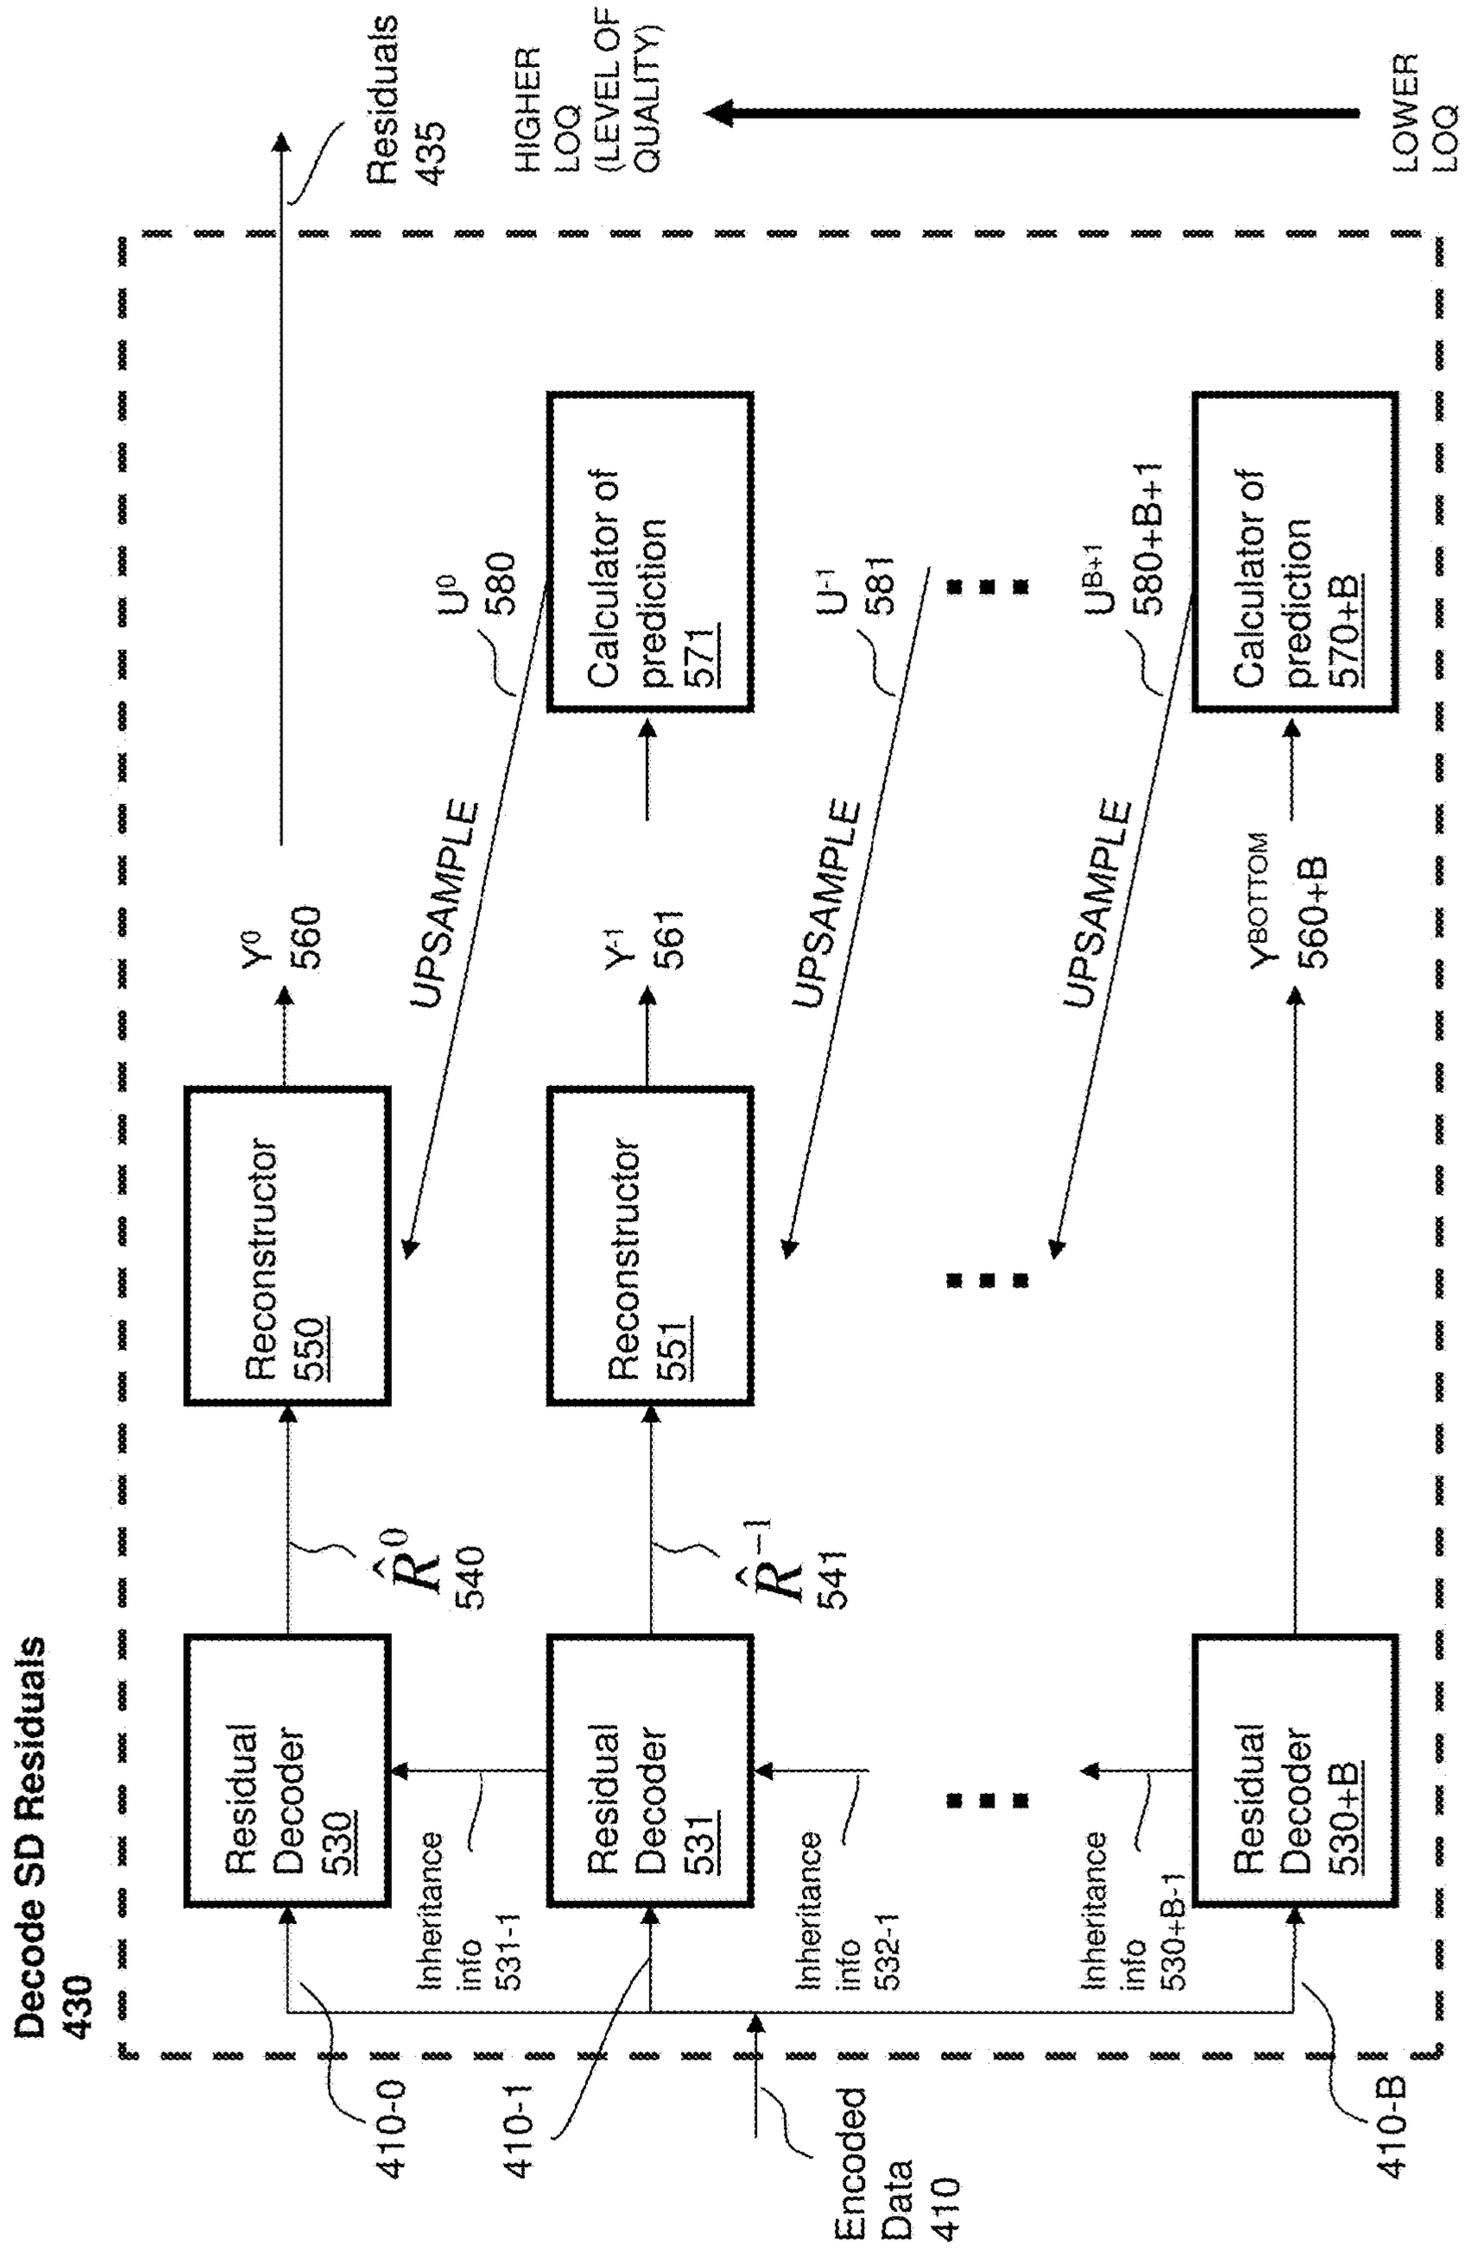 Decode SD Residuals
430
410-0
410-1
Encoded
Data
410
410-B
Residual
Decoder
530
Inheritance
info
531-1
Residual
Decoder
531
Inheritance
info
532-1
Inheritance
info
530+B-1
Residual
Decoder
530+B
R̂⁰
540
R̂⁻¹
541
Reconstructor
550
Reconstructor
551
Y⁰
560
UPSAMPLE
Y⁻¹
561
UPSAMPLE
UPSAMPLE
Y^BOTTOM
560+B
U⁰
580
Calculator of
prediction
571
U⁻¹
581
U^B+1
580+B+1
Calculator of
prediction
570+B
Residuals
435
HIGHER
LOQ
(LEVEL OF
QUALITY)
LOWER
LOQ